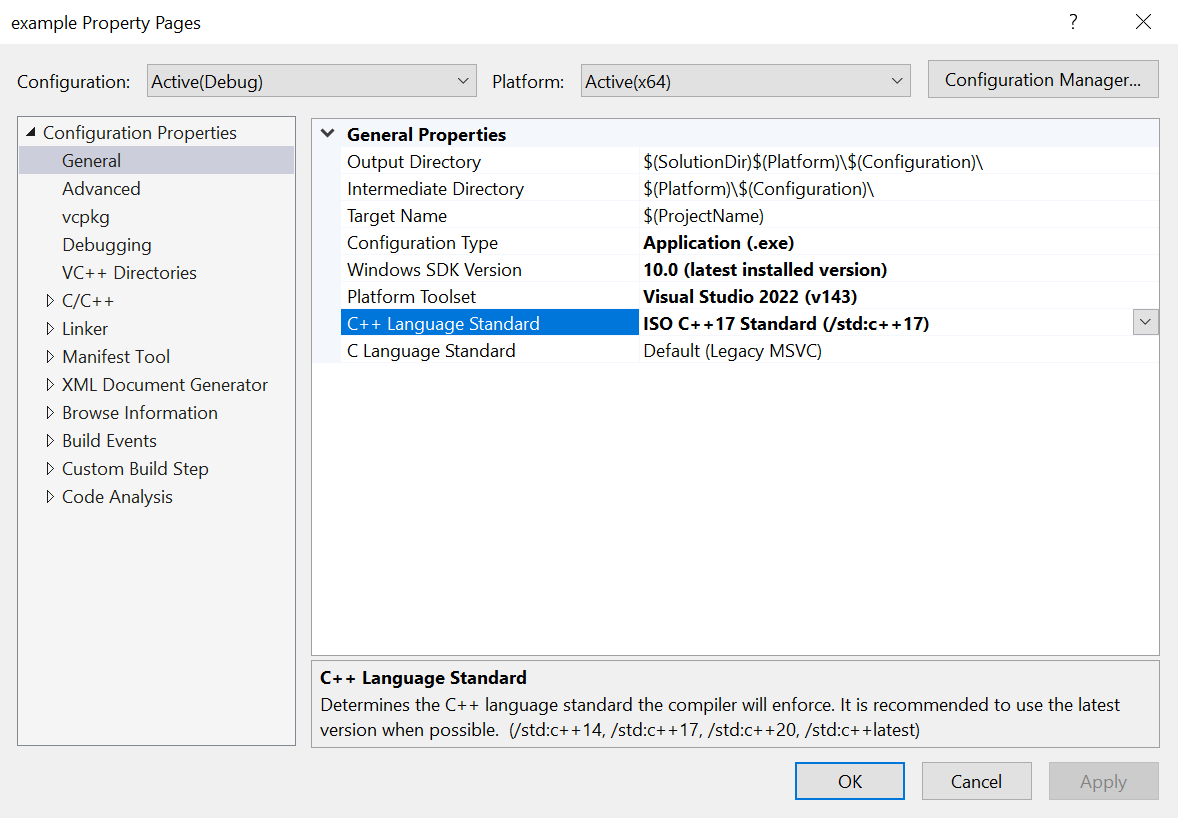 example Property Pages ?
Configuration: Active(Debug) Platform: Active(x64) Configuration Manager...
Configuration Properties
General
Advanced
vcpkg
Debugging
VC++ Directories
C/C++
Linker
Manifest Tool
XML Document Generator
Browse Information
Build Events
Custom Build Step
Code Analysis
General Properties
Output Directory $(SolutionDir)$(Platform)\$(Configuration)\
Intermediate Directory $(Platform)\$(Configuration)\
Target Name $(ProjectName)
Configuration Type Application (.exe)
Windows SDK Version 10.0 (latest installed version)
Platform Toolset Visual Studio 2022 (v143)
C++ Language Standard ISO C++17 Standard (/std:c++17)
C Language Standard Default (Legacy MSVC)
C++ Language Standard
Determines the C++ language standard the compiler will enforce. It is recommended to use the latest
version when possible.  (/std:c++14, /std:c++17, /std:c++20, /std:c++latest)
OK Cancel Apply